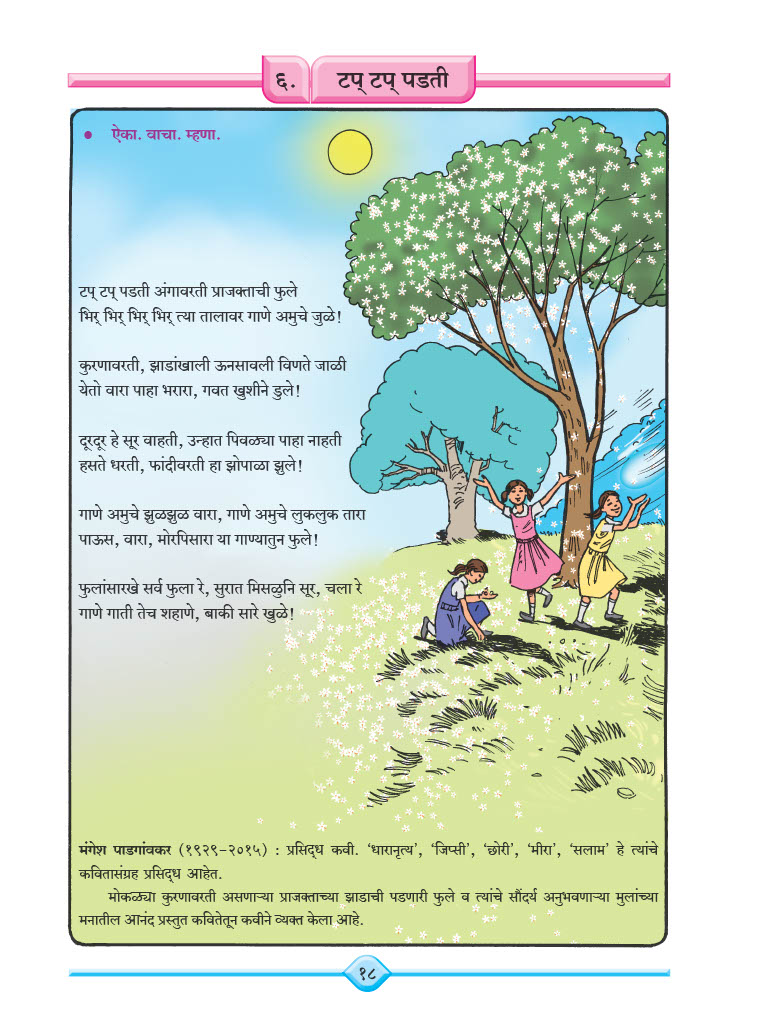 ६.
टप् टप् पडती
• ऐका. वाचा. म्हणा.
टप् टप् पडती अंगावरती प्राजक्ताची फुले
भिर् भिर् भिर् भिर् त्या तालावर गाणे अमुचे जुळे!
कुरणावरती, झाडांखाली ऊनसावली विणते जाळी
येतो वारा पाहा भरारा, गवत खुशीने डुले!
दूरदूर हे सूर वाहती, उन्हात पिवळ्या पाहा नाहती
हसते धरती, फांदीवरती हा झोपाळा झुले!
गाणे अमुचे झुळझुळ वारा, गाणे अमुचे लुकलुक तारा
पाऊस, वारा, मोरपिसारा या गाण्यातुन फुले!
फुलांसारखे सर्व फुला रे, सुरात मिसळुनि सूर, चला रे
गाणे गाती तेच शहाणे, बाकी सारे खुळे!
मंगेश पाडगांवकर (१९२९-२०१५) : प्रसिद्ध कवी. ‘धारानृत्य’, ‘जिप्सी’, ‘छोरी’, ‘मीरा’, ‘सलाम’ हे त्यांचे
कवितासंग्रह प्रसिद्ध आहेत.
मोकळ्या कुरणावरती असणाऱ्या प्राजक्ताच्या झाडाची पडणारी फुले व त्यांचे सौंदर्य अनुभवणाऱ्या मुलांच्या
मनातील आनंद प्रस्तुत कवितेतून कवीने व्यक्त केला आहे.
१८